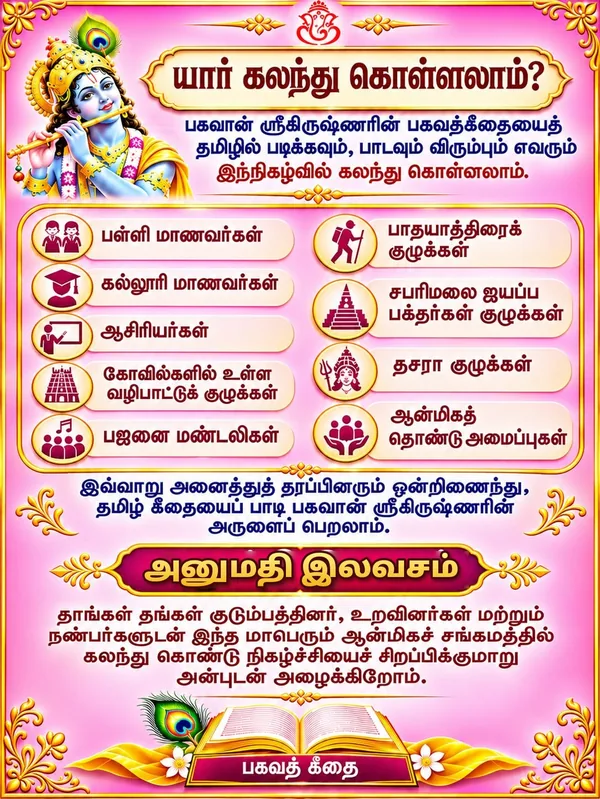 யார் கலந்து கொள்ளலாம்?
பகவான் ஸ்ரீகிருஷ்ணரின் பகவத்கீதையைத்
தமிழில் படிக்கவும், பாடவும் விரும்பும் எவரும்
இந்நிகழ்வில் கலந்து கொள்ளலாம்.
பள்ளி மாணவர்கள்
கல்லூரி மாணவர்கள்
ஆசிரியர்கள்
கோவில்களில் உள்ள
வழிபாட்டுக் குழுக்கள்
பஜனை மண்டலிகள்
பாதயாத்திரைக்
குழுக்கள்
சபரிமலை ஐயப்ப
பக்தர்கள் குழுக்கள்
தசரா குழுக்கள்
ஆன்மிகத்
தொண்டு அமைப்புகள்
இவ்வாறு அனைத்துத் தரப்பினரும் ஒன்றிணைந்து,
தமிழ் கீதையைப் பாடி பகவான் ஸ்ரீகிருஷ்ணரின்
அருளைப் பெறலாம்.
அனுமதி இலவசம்
தாங்கள் தங்கள் குடும்பத்தினர், உறவினர்கள் மற்றும்
நண்பர்களுடன் இந்த மாபெரும் ஆன்மிகச் சங்கமத்தில்
கலந்து கொண்டு நிகழ்ச்சியைச் சிறப்பிக்குமாறு
அன்புடன் அழைக்கிறோம்.
பகவத் கீதை